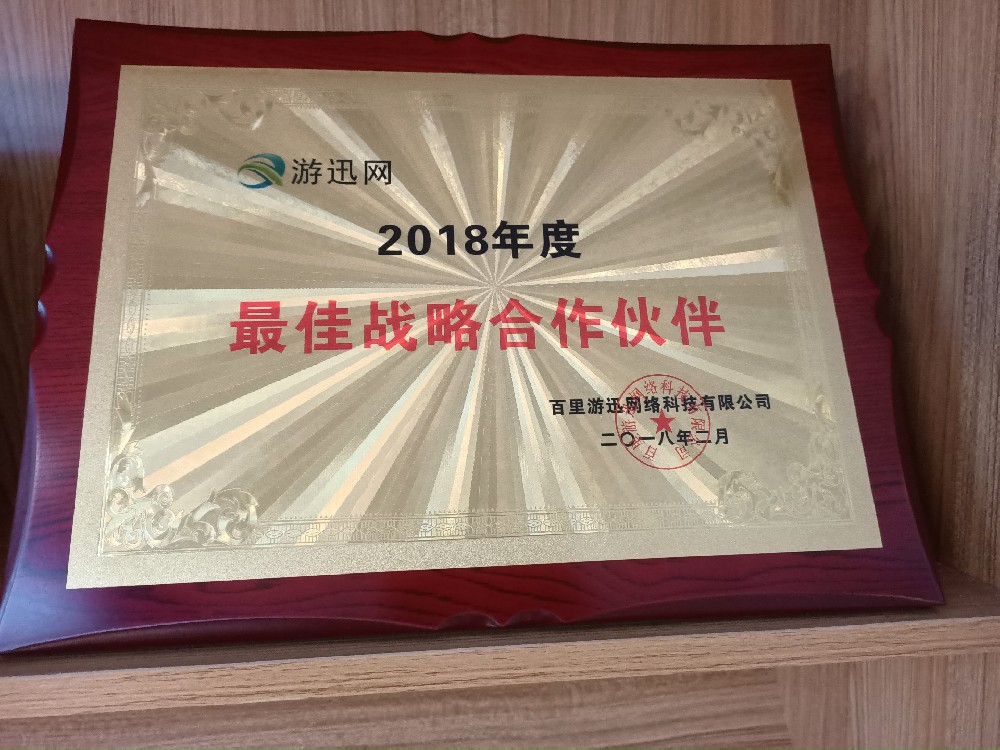 游迅网
2018年度
最佳战略合作伙伴
百里游迅网络科技有限公司
二〇一八年二月